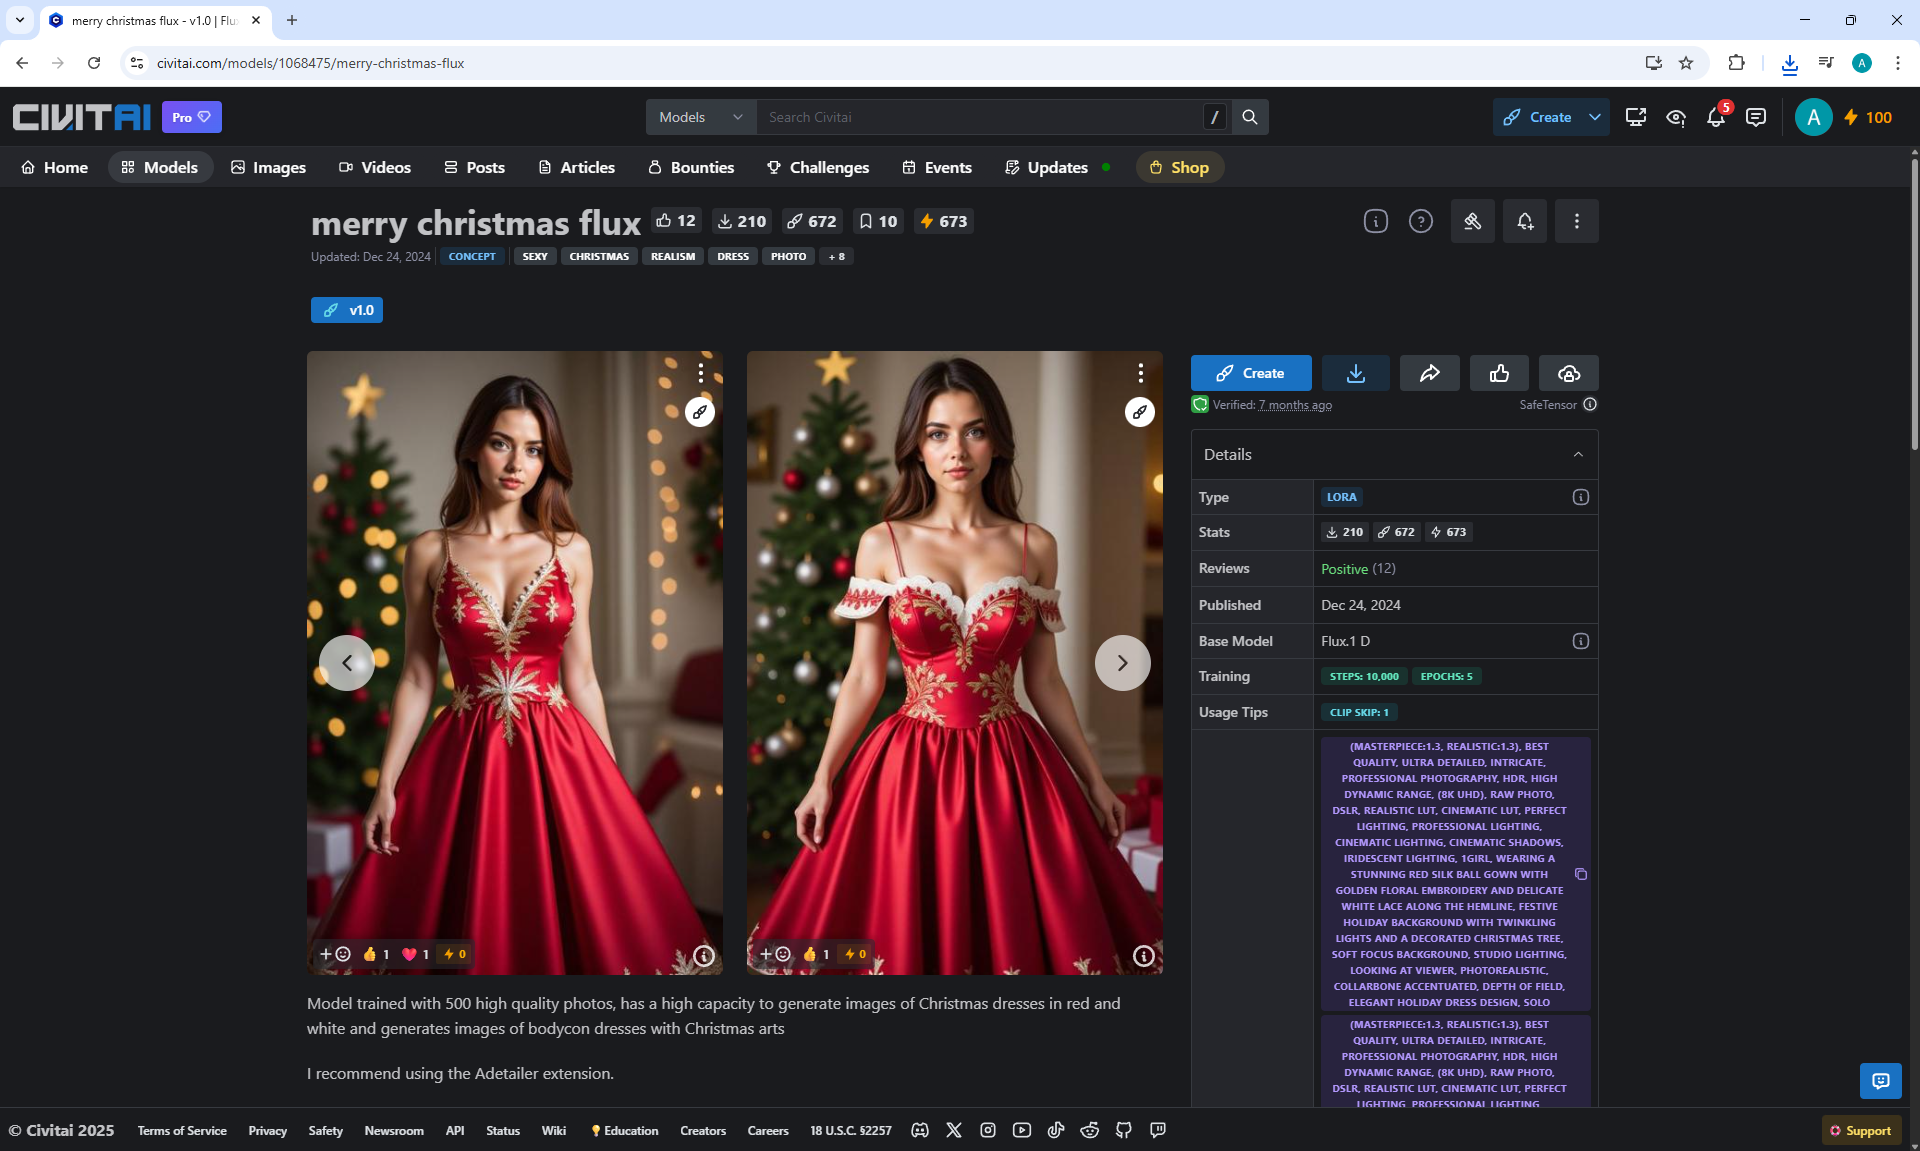 merry christmas flux - v1.0 | Flu
civitai.com/models/1068475/merry-christmas-flux
A
CIVITAI
Pro
Models
Search Civitai
/
Create
5
A
100
Home
Models
Images
Videos
Posts
Articles
Bounties
Challenges
Events
Updates
Shop
merry christmas flux
12
210
672
10
673
Updated: Dec 24, 2024
CONCEPT
SEXY
CHRISTMAS
REALISM
DRESS
PHOTO
+ 8
v1.0
Create
Verified: 7 months ago
SafeTensor
Details
Type
LORA
Stats
210
672
673
Reviews
Positive (12)
Published
Dec 24, 2024
Base Model
Flux.1 D
Training
STEPS: 10,000
EPOCHS: 5
Usage Tips
CLIP SKIP: 1
(MASTERPIECE:1.3, REALISTIC:1.3), BEST
QUALITY, ULTRA DETAILED, INTRICATE,
PROFESSIONAL PHOTOGRAPHY, HDR, HIGH
DYNAMIC RANGE, (8K UHD), RAW PHOTO,
DSLR, REALISTIC LUT, CINEMATIC LUT, PERFECT
LIGHTING, PROFESSIONAL LIGHTING,
CINEMATIC LIGHTING, CINEMATIC SHADOWS,
IRIDESCENT LIGHTING, 1GIRL, WEARING A
STUNNING RED SILK BALL GOWN WITH
GOLDEN FLORAL EMBROIDERY AND DELICATE
WHITE LACE ALONG THE HEMLINE, FESTIVE
HOLIDAY BACKGROUND WITH TWINKLING
LIGHTS AND A DECORATED CHRISTMAS TREE,
SOFT FOCUS BACKGROUND, STUDIO LIGHTING,
LOOKING AT VIEWER, PHOTOREALISTIC,
COLLARBONE ACCENTUATED, DEPTH OF FIELD,
ELEGANT HOLIDAY DRESS DESIGN, SOLO
(MASTERPIECE:1.3, REALISTIC:1.3), BEST
QUALITY, ULTRA DETAILED, INTRICATE,
PROFESSIONAL PHOTOGRAPHY, HDR, HIGH
DYNAMIC RANGE, (8K UHD), RAW PHOTO,
DSLR, REALISTIC LUT, CINEMATIC LUT, PERFECT
LIGHTING, PROFESSIONAL LIGHTING,
1
1
0
1
0
Model trained with 500 high quality photos, has a high capacity to generate images of Christmas dresses in red and
white and generates images of bodycon dresses with Christmas arts
I recommend using the Adetailer extension.
© Civitai 2025
Terms of Service
Privacy
Safety
Newsroom
API
Status
Wiki
Education
Creators
Careers
18 U.S.C. §2257
Support